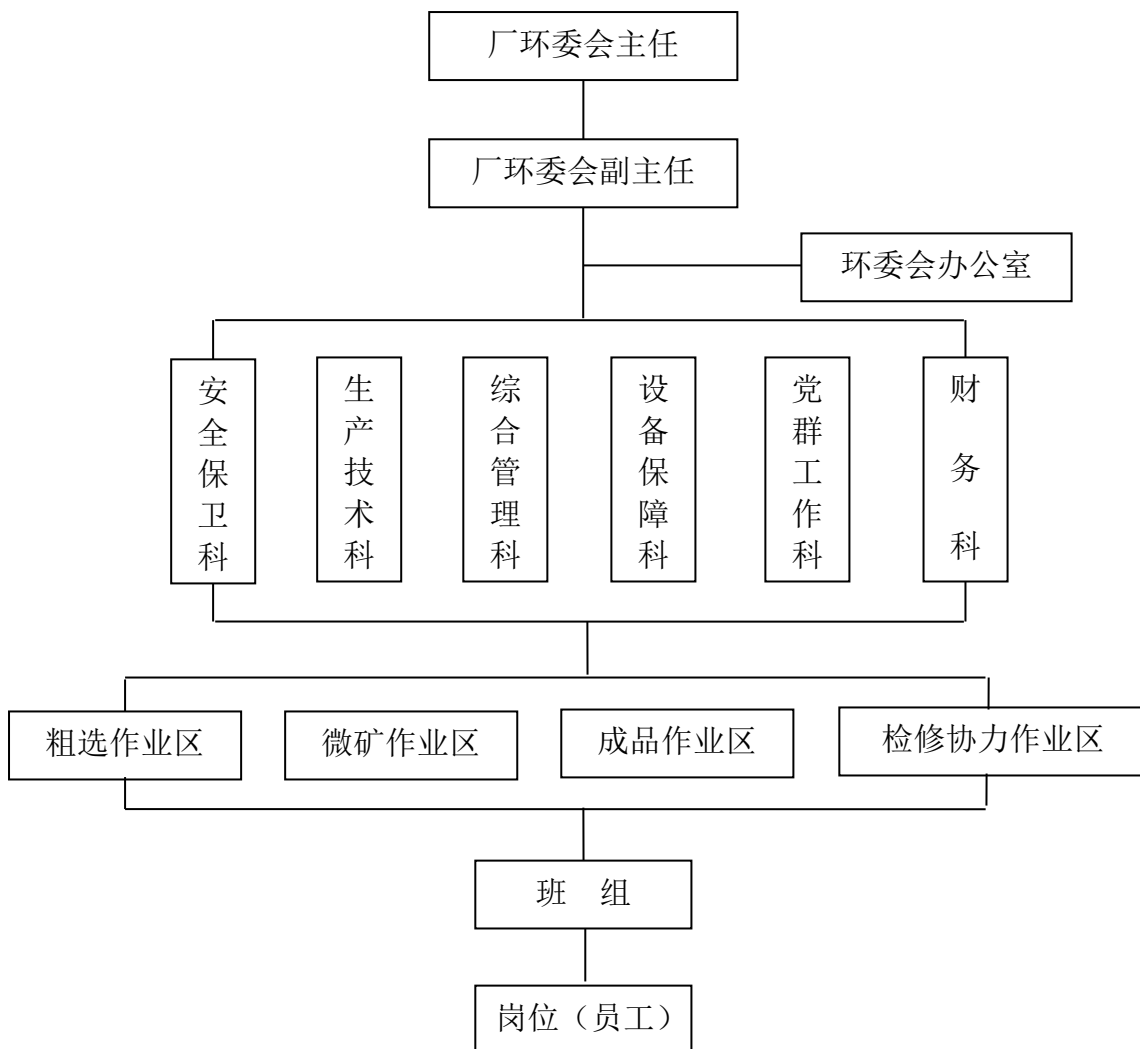 厂环委会主任
厂环委会副主任
环委会办公室
安全保卫科
生产技术科
综合管理科
设备保障科
党群工作科
财务科
粗选作业区
微矿作业区
成品作业区
检修协力作业区
班 组
岗位（员工）